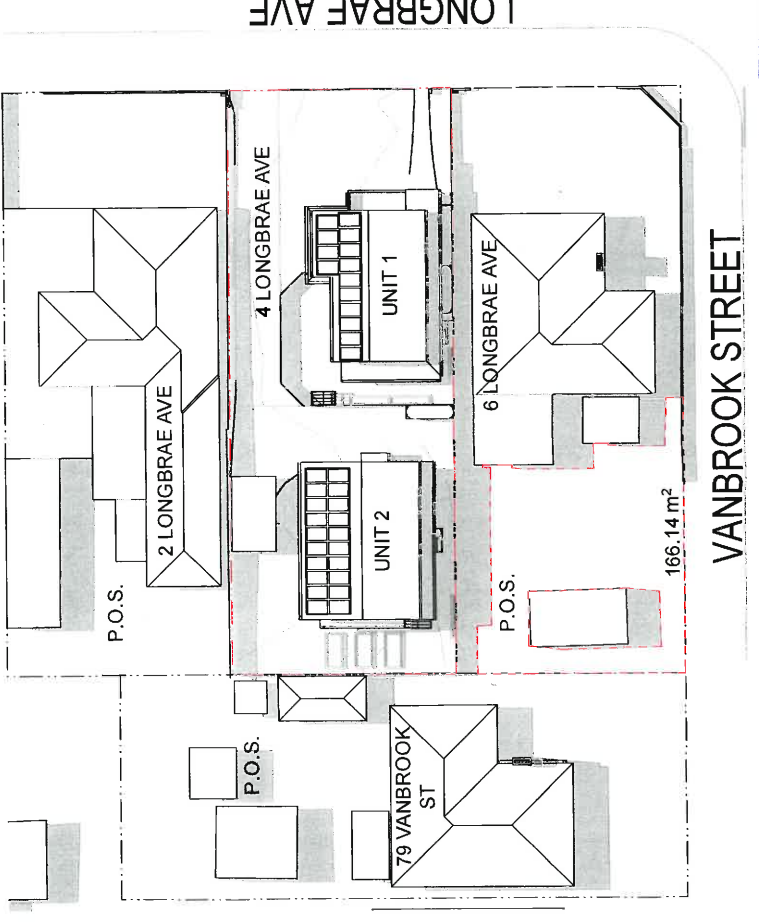 LONGBRAE AVE
4 LONGBRAE AVE
UNIT 1
6 LONGBRAE AVE
2 LONGBRAE AVE
UNIT 2
VANBROOK STREET
166.14 m²
P.O.S.
P.O.S.
P.O.S.
79 VANBROOK
ST